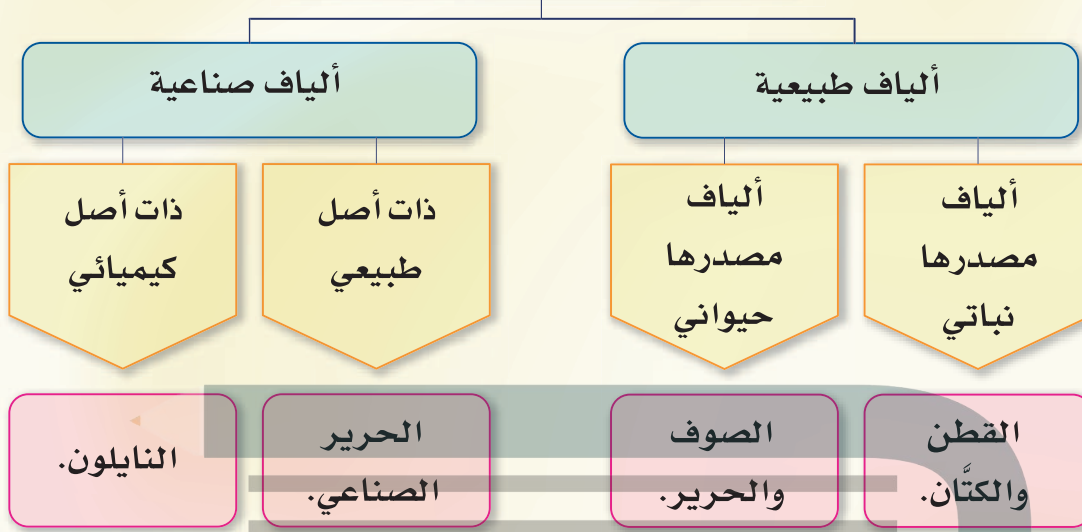 ألياف طبيعية
ألياف صناعية
ألياف
مصدرها
نباتي
ألياف
مصدرها
حيواني
ذات أصل
طبيعي
ذات أصل
كيميائي
القطن
والكتَّان.
الصوف
والحرير.
الحرير
الصناعي.
النايلون.